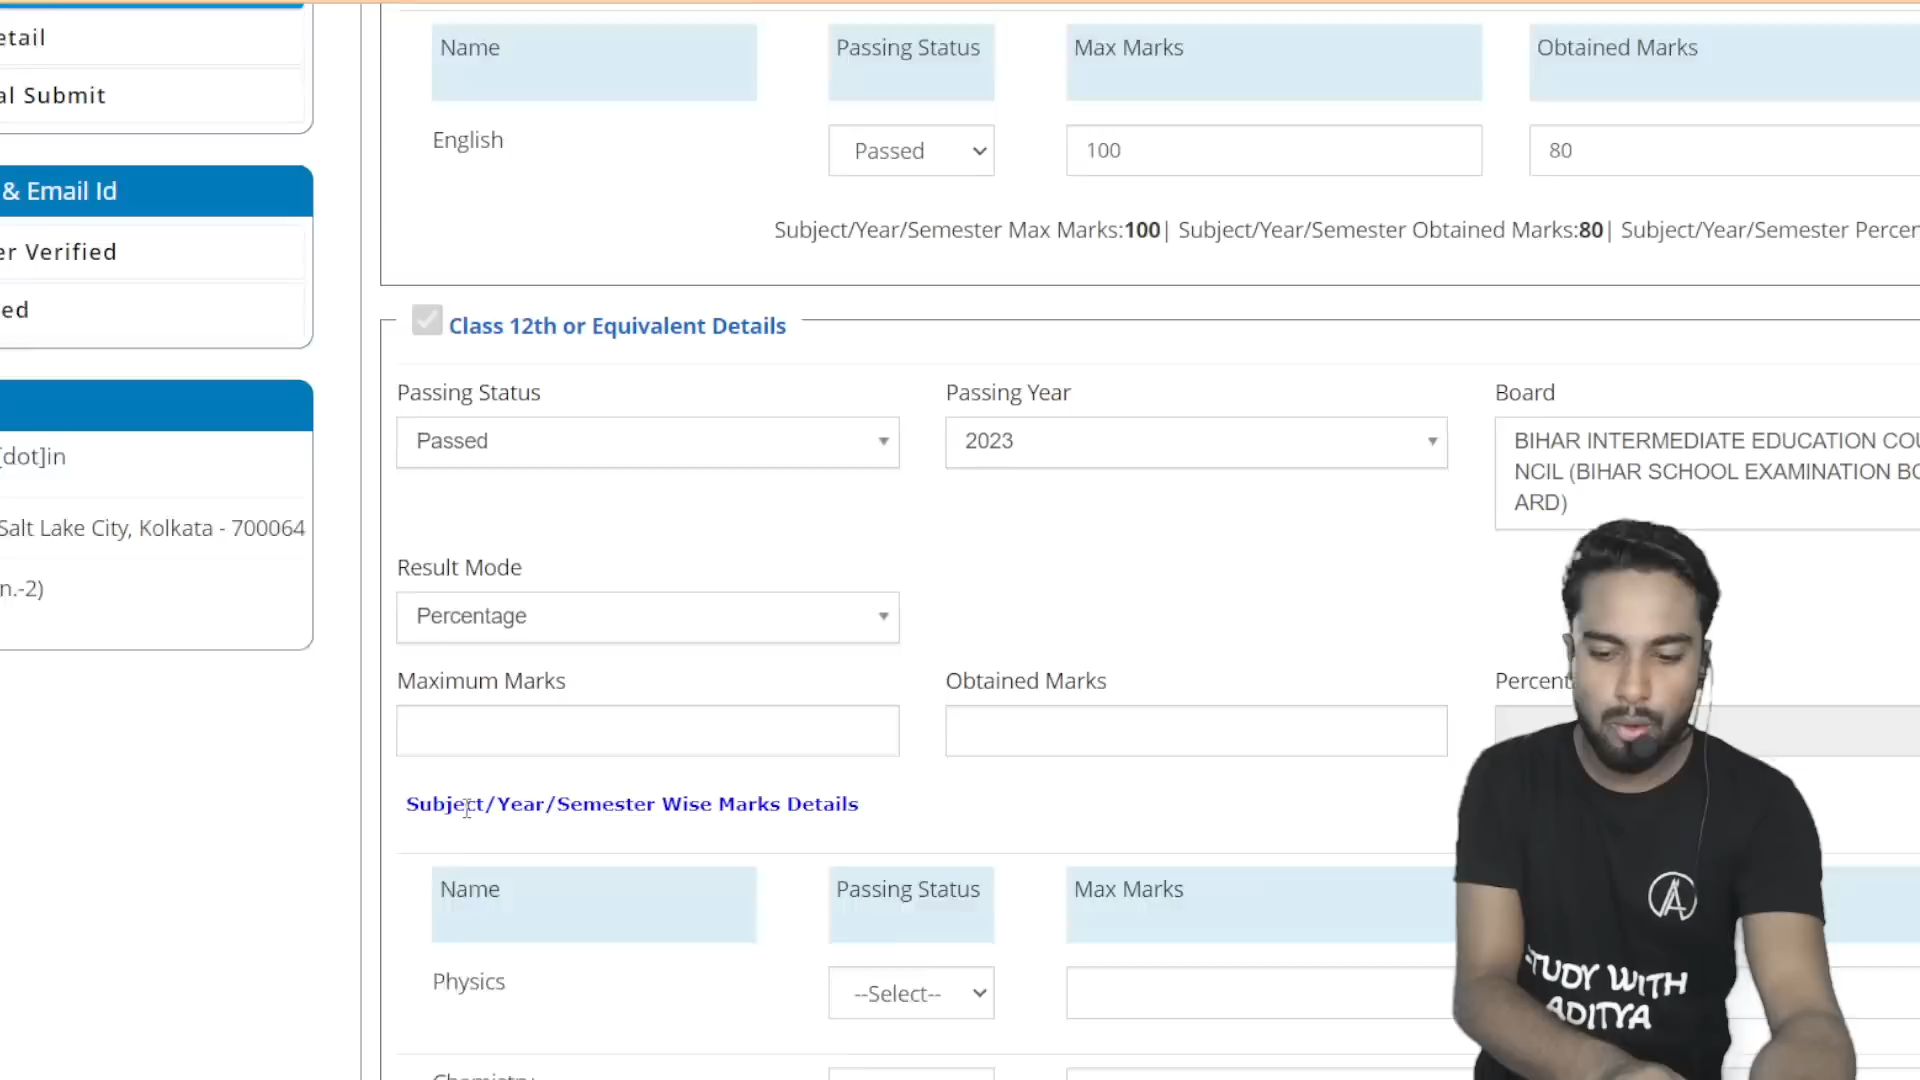 etail
al Submit
& Email Id
er Verified
ed
[dot]in
Salt Lake City, Kolkata - 700064
n.-2)
Name Passing Status Max Marks Obtained Marks
English Passed 100 80
Subject/Year/Semester Max Marks:100| Subject/Year/Semester Obtained Marks:80| Subject/Year/Semester Percen
Class 12th or Equivalent Details
Passing Status Passing Year Board
Passed 2023 BIHAR INTERMEDIATE EDUCATION COU
NCIL (BIHAR SCHOOL EXAMINATION BO
ARD)
Result Mode
Percentage
Maximum Marks Obtained Marks Percent
Subject/Year/Semester Wise Marks Details
Name Passing Status Max Marks
Physics --Select--
STUDY WITH
ADITYA